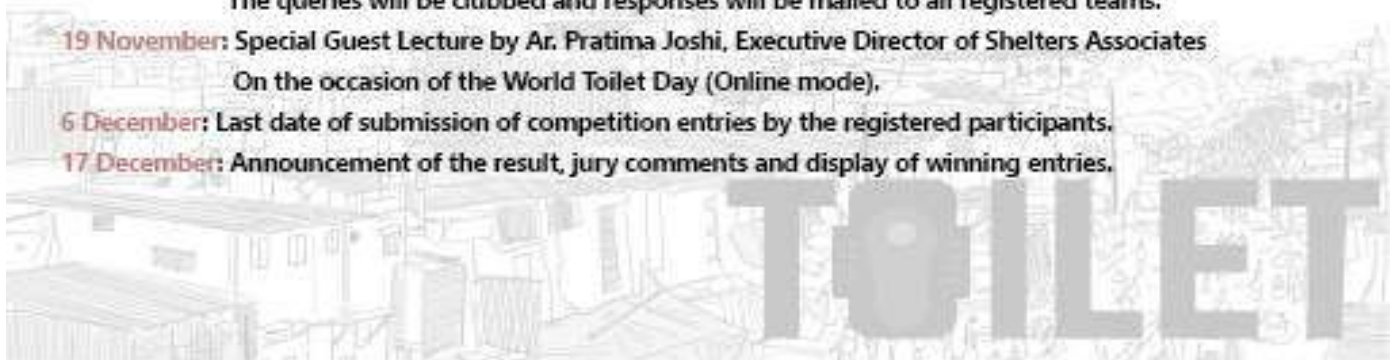 The queries will be clubbed and responses will be mailed to all registered teams.
19 November: Special Guest Lecture by Ar. Pratima Joshi, Executive Director of Shelters Associates
On the occasion of the World Toilet Day (Online mode).
6 December: Last date of submission of competition entries by the registered participants.
17 December: Announcement of the result, jury comments and display of winning entries.
TOILET